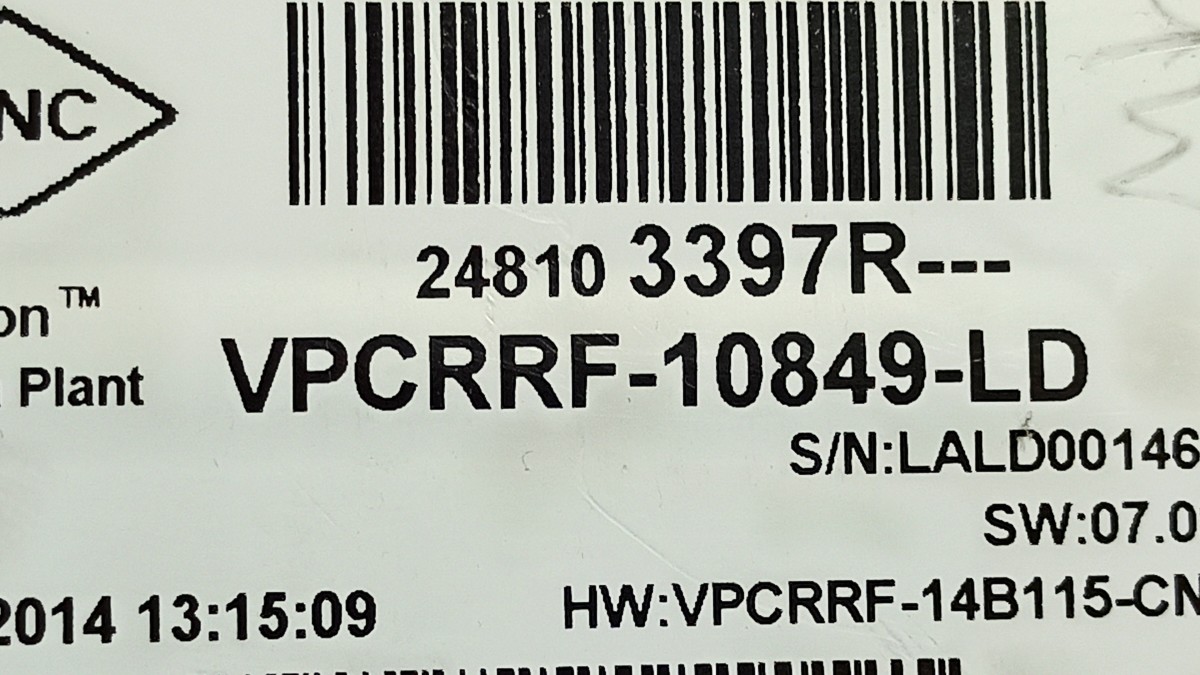 NC
24810 3397R---
on™
Plant
VPCRRF-10849-LD
S/N:LALD00146
SW:07.0
2014 13:15:09
HW:VPCRRF-14B115-CN